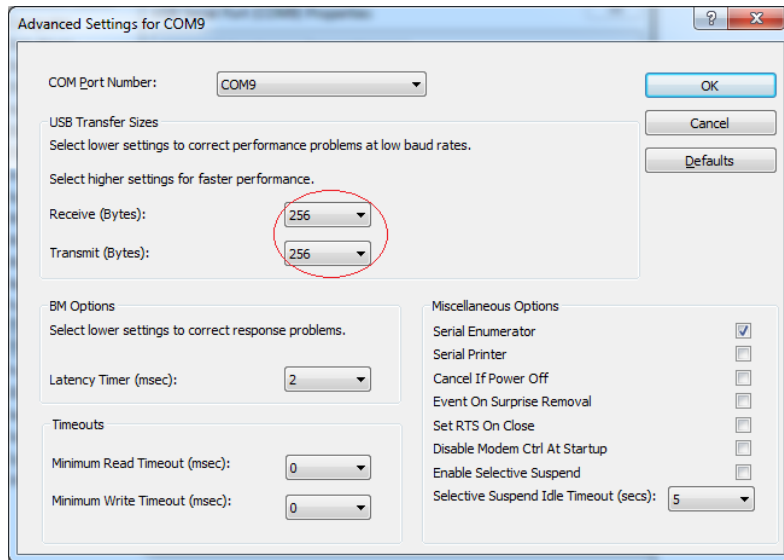 Advanced Settings for COM9
COM Port Number: COM9
OK
USB Transfer Sizes
Cancel
Select lower settings to correct performance problems at low baud rates.
Defaults
Select higher settings for faster performance.
Receive (Bytes): 256
Transmit (Bytes): 256
BM Options
Select lower settings to correct response problems.
Latency Timer (msec): 2
Timeouts
Minimum Read Timeout (msec): 0
Minimum Write Timeout (msec): 0
Miscellaneous Options
Serial Enumerator
Serial Printer
Cancel If Power Off
Event On Surprise Removal
Set RTS On Close
Disable Modem Ctrl At Startup
Enable Selective Suspend
Selective Suspend Idle Timeout (secs): 5